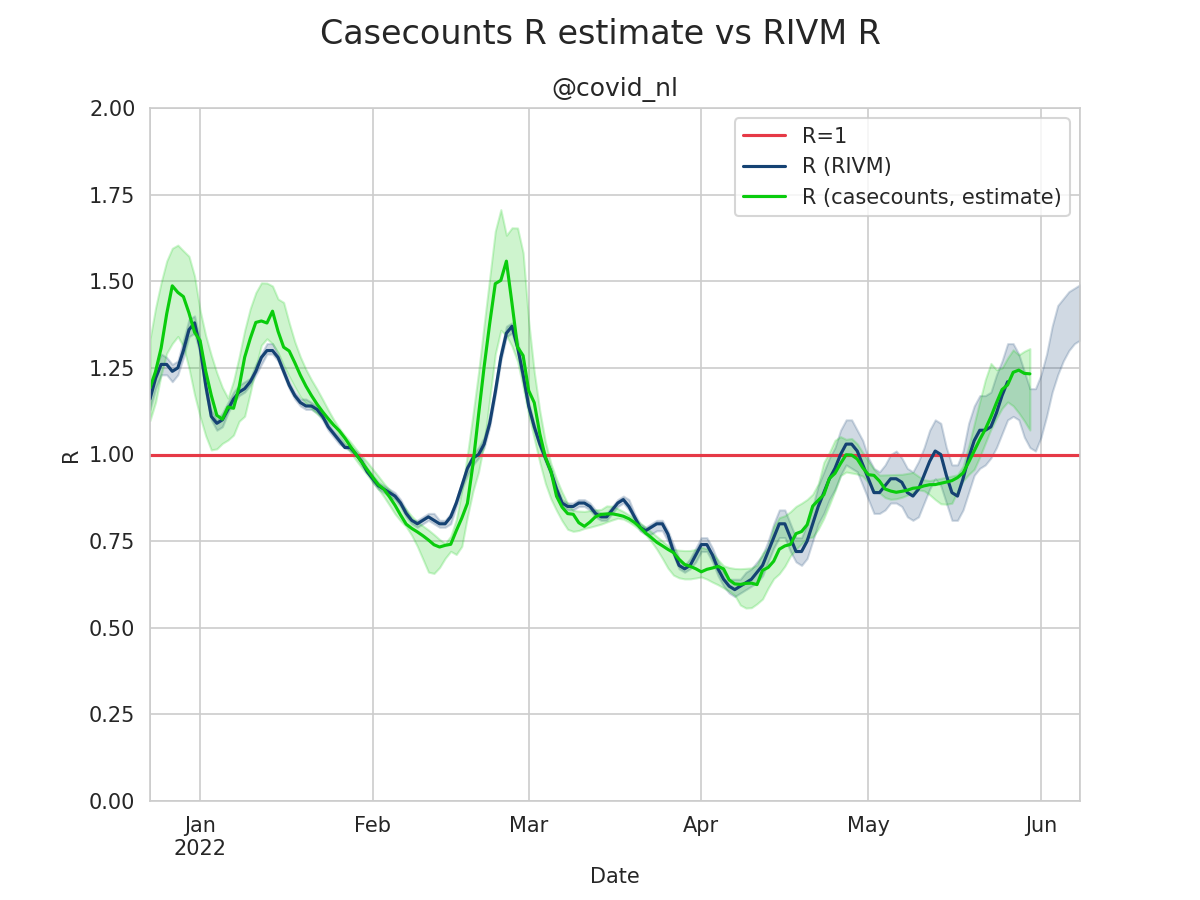 Casecounts R estimate vs RIVM R
@covid_nl
2.00
1.75
1.50
1.25
1.00
0.75
0.50
0.25
0.00
R
R=1
R (RIVM)
R (casecounts, estimate)
Jan
2022
Feb
Mar
Apr
May
Jun
Date